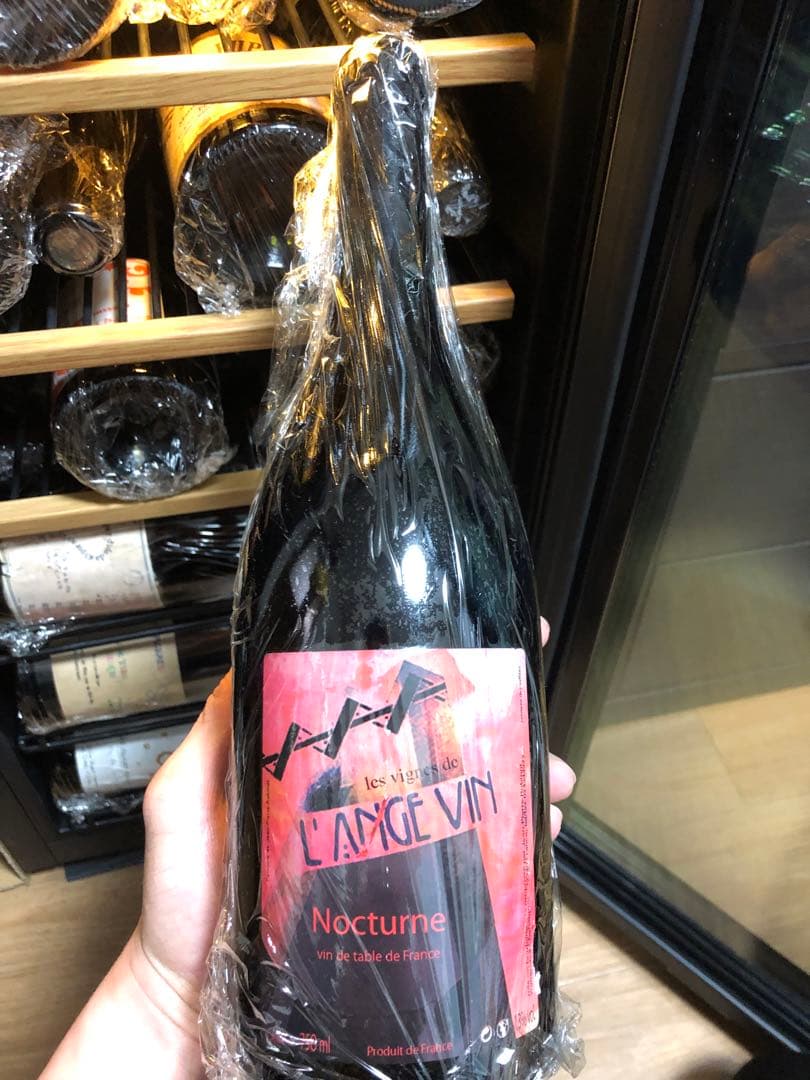 les vignes de
L'ANGE VIN
Nocturne
vin de table de France
750 ml
Produit de France